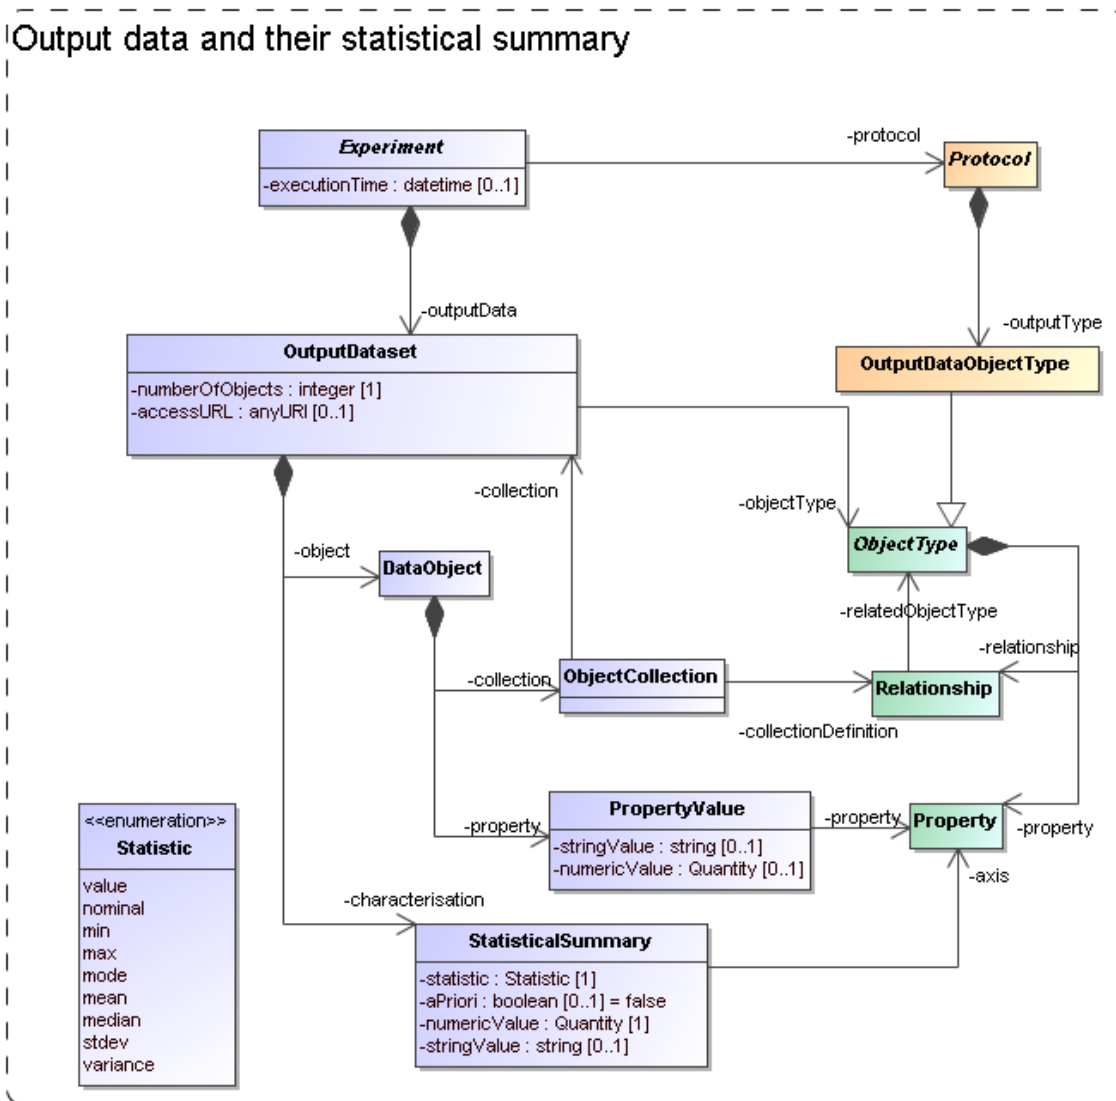 Output data and their statistical summary
Experiment
-executionTime : datetime [0..1]
-protocol
Protocol
-outputData
-outputType
OutputDataset
-numberOfObjects : integer [1]
-accessURL : anyURI [0..1]
OutputDataObjectType
-collection
-objectType
-object
DataObject
ObjectType
-relatedObjectType
-relationship
-collection
ObjectCollection
Relationship
-collectionDefinition
<<enumeration>>
Statistic
value
nominal
min
max
mode
mean
median
stdev
variance
-property
PropertyValue
-stringValue : string [0..1]
-numericValue : Quantity [0..1]
-property
Property
-property
-axis
-characterisation
StatisticalSummary
-statistic : Statistic [1]
-aPriori : boolean [0..1] = false
-numericValue : Quantity [1]
-stringValue : string [0..1]